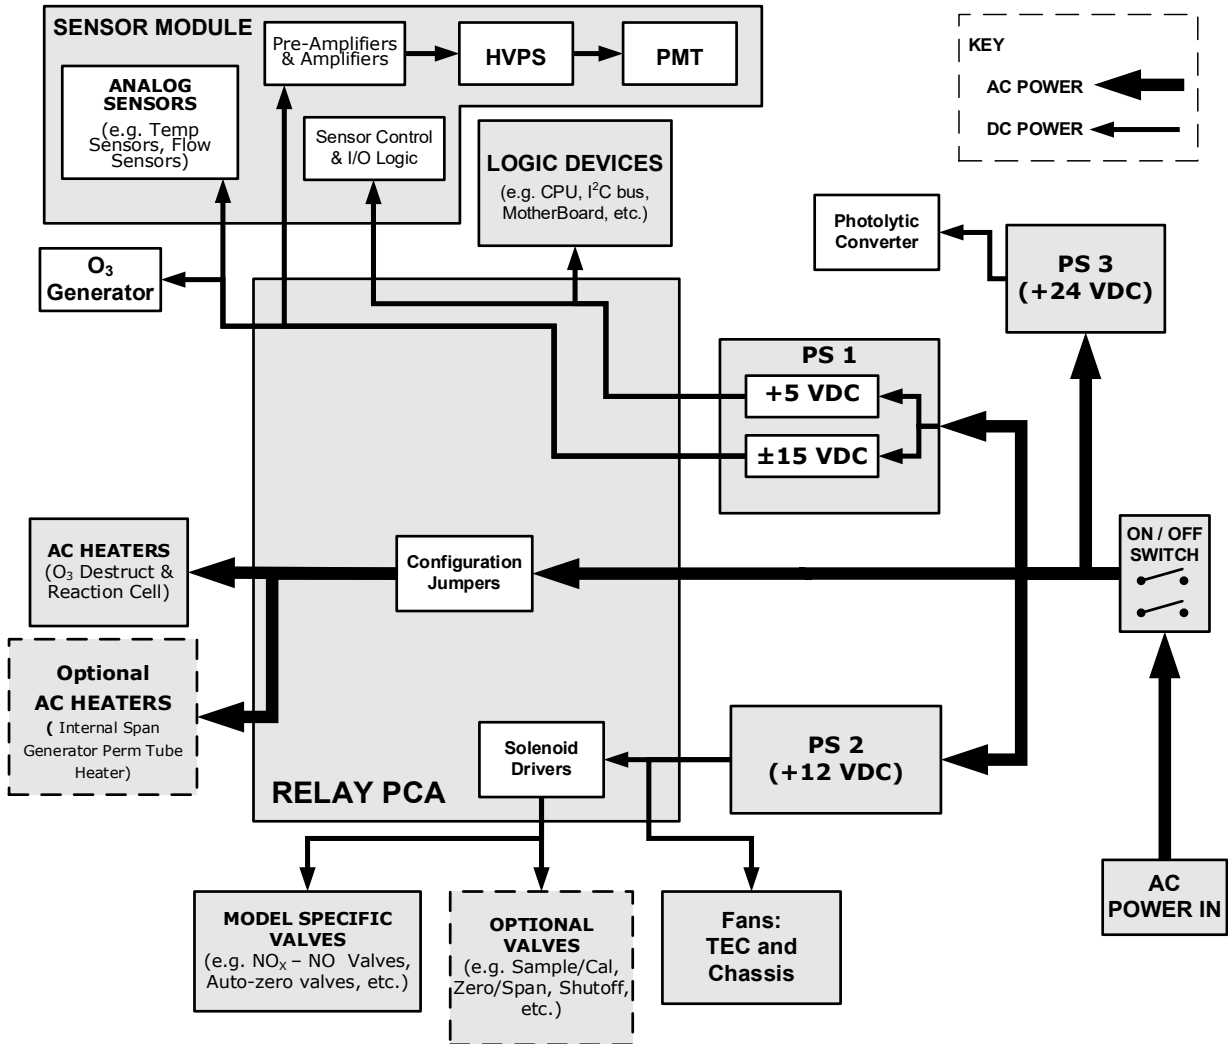 SENSOR MODULE
Pre-Amplifiers
& Amplifiers
HVPS
PMT
ANALOG
SENSORS
(e.g. Temp
Sensors, Flow
Sensors)
Sensor Control
& I/O Logic
LOGIC DEVICES
(e.g. CPU, I²C bus,
MotherBoard, etc.)
KEY
AC POWER
DC POWER
Photolytic
Converter
PS 3
(+24 VDC)
O₃
Generator
PS 1
+5 VDC
±15 VDC
ON / OFF
SWITCH
AC HEATERS
(O₃ Destruct &
Reaction Cell)
Configuration
Jumpers
Optional
AC HEATERS
( Internal Span
Generator Perm Tube
Heater)
Solenoid
Drivers
PS 2
(+12 VDC)
RELAY PCA
AC
POWER IN
MODEL SPECIFIC
VALVES
(e.g. NOX – NO Valves,
Auto-zero valves, etc.)
OPTIONAL
VALVES
(e.g. Sample/Cal,
Zero/Span, Shutoff,
etc.)
Fans:
TEC and
Chassis